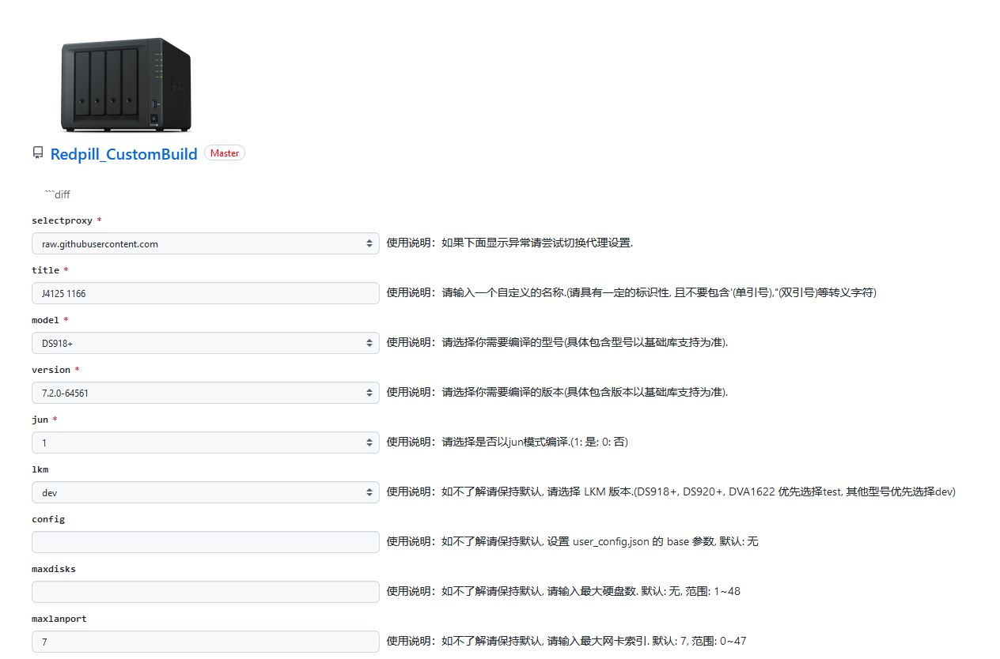 Redpill_CustomBuild Master
```diff
selectproxy *
raw.githubusercontent.com 使用说明：如果下面显示异常请尝试切换代理设置.
title *
J4125 1166 使用说明：请输入一个自定义的名称.(请具有一定的标识性, 且不要包含'(单引号),"(双引号)等转义字符)
model *
DS918+ 使用说明：请选择你需要编译的型号(具体包含型号以基础库支持为准).
version *
7.2.0-64561 使用说明：请选择你需要编译的版本(具体包含版本以基础库支持为准).
jun *
1 使用说明：请选择是否以jun模式编译.(1: 是; 0: 否)
lkm
dev 使用说明：如不了解请保持默认, 请选择 LKM 版本.(DS918+, DS920+, DVA1622 优先选择test, 其他型号优先选择dev)
config
使用说明：如不了解请保持默认, 设置 user_config.json 的 base 参数, 默认: 无
maxdisks
使用说明：如不了解请保持默认, 请输入最大硬盘数. 默认: 无, 范围: 1~48
maxlanport
7 使用说明：如不了解请保持默认, 请输入最大网卡索引. 默认: 7, 范围: 0~47